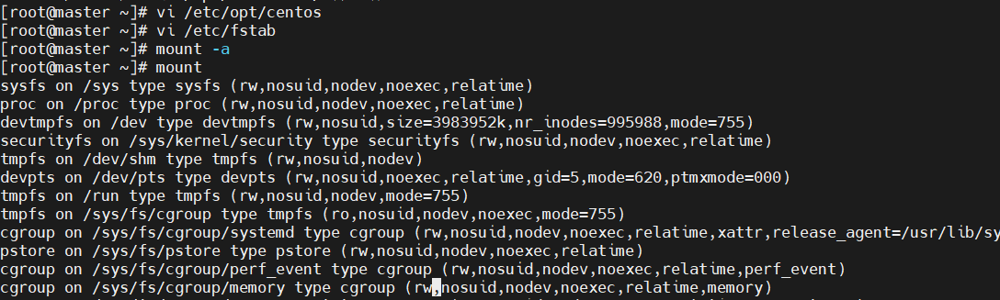 [root@master ~]# vi /etc/opt/centos
[root@master ~]# vi /etc/fstab
[root@master ~]# mount -a
[root@master ~]# mount
sysfs on /sys type sysfs (rw,nosuid,nodev,noexec,relatime)
proc on /proc type proc (rw,nosuid,nodev,noexec,relatime)
devtmpfs on /dev type devtmpfs (rw,nosuid,size=3983952k,nr_inodes=995988,mode=755)
securityfs on /sys/kernel/security type securityfs (rw,nosuid,nodev,noexec,relatime)
tmpfs on /dev/shm type tmpfs (rw,nosuid,nodev)
devpts on /dev/pts type devpts (rw,nosuid,noexec,relatime,gid=5,mode=620,ptmxmode=000)
tmpfs on /run type tmpfs (rw,nosuid,nodev,mode=755)
tmpfs on /sys/fs/cgroup type tmpfs (ro,nosuid,nodev,noexec,mode=755)
cgroup on /sys/fs/cgroup/systemd type cgroup (rw,nosuid,nodev,noexec,relatime,xattr,release_agent=/usr/lib/sy
pstore on /sys/fs/pstore type pstore (rw,nosuid,nodev,noexec,relatime)
cgroup on /sys/fs/cgroup/perf_event type cgroup (rw,nosuid,nodev,noexec,relatime,perf_event)
cgroup on /sys/fs/cgroup/memory type cgroup (rw,nosuid,nodev,noexec,relatime,memory)